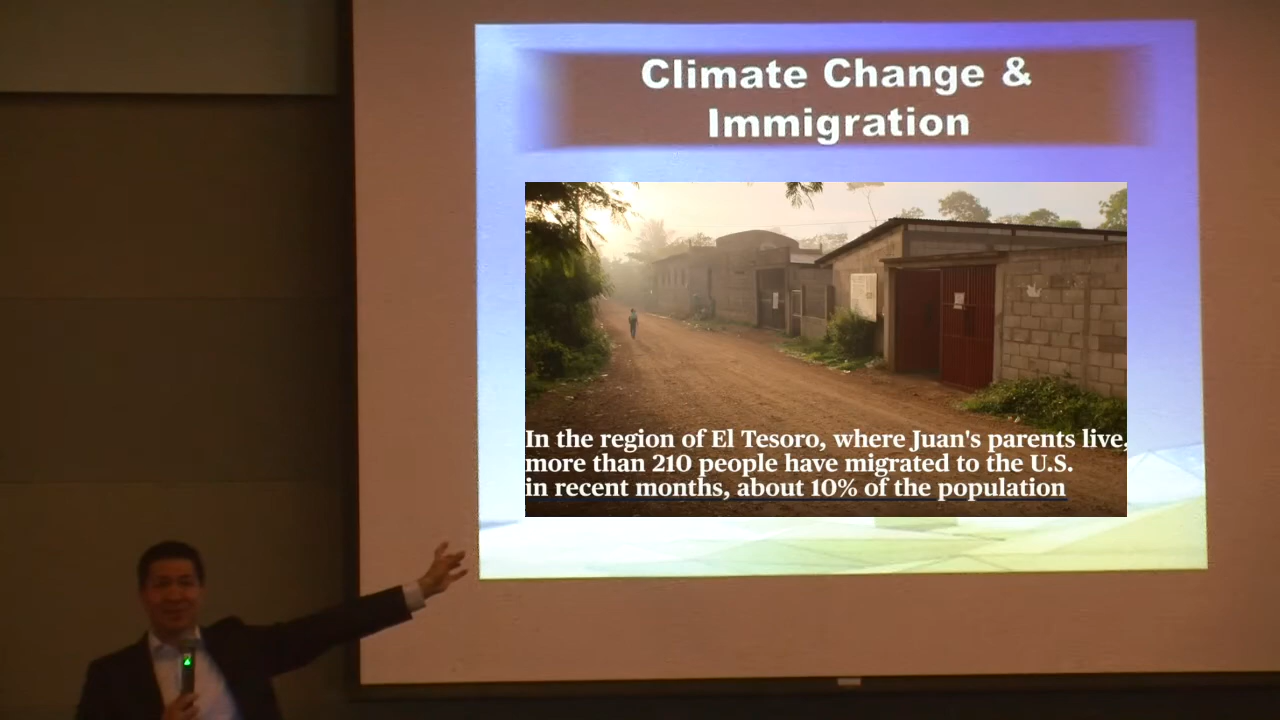 Climate Change &
Immigration
In the region of El Tesoro, where Juan's parents live,
more than 210 people have migrated to the U.S.
in recent months, about 10% of the population